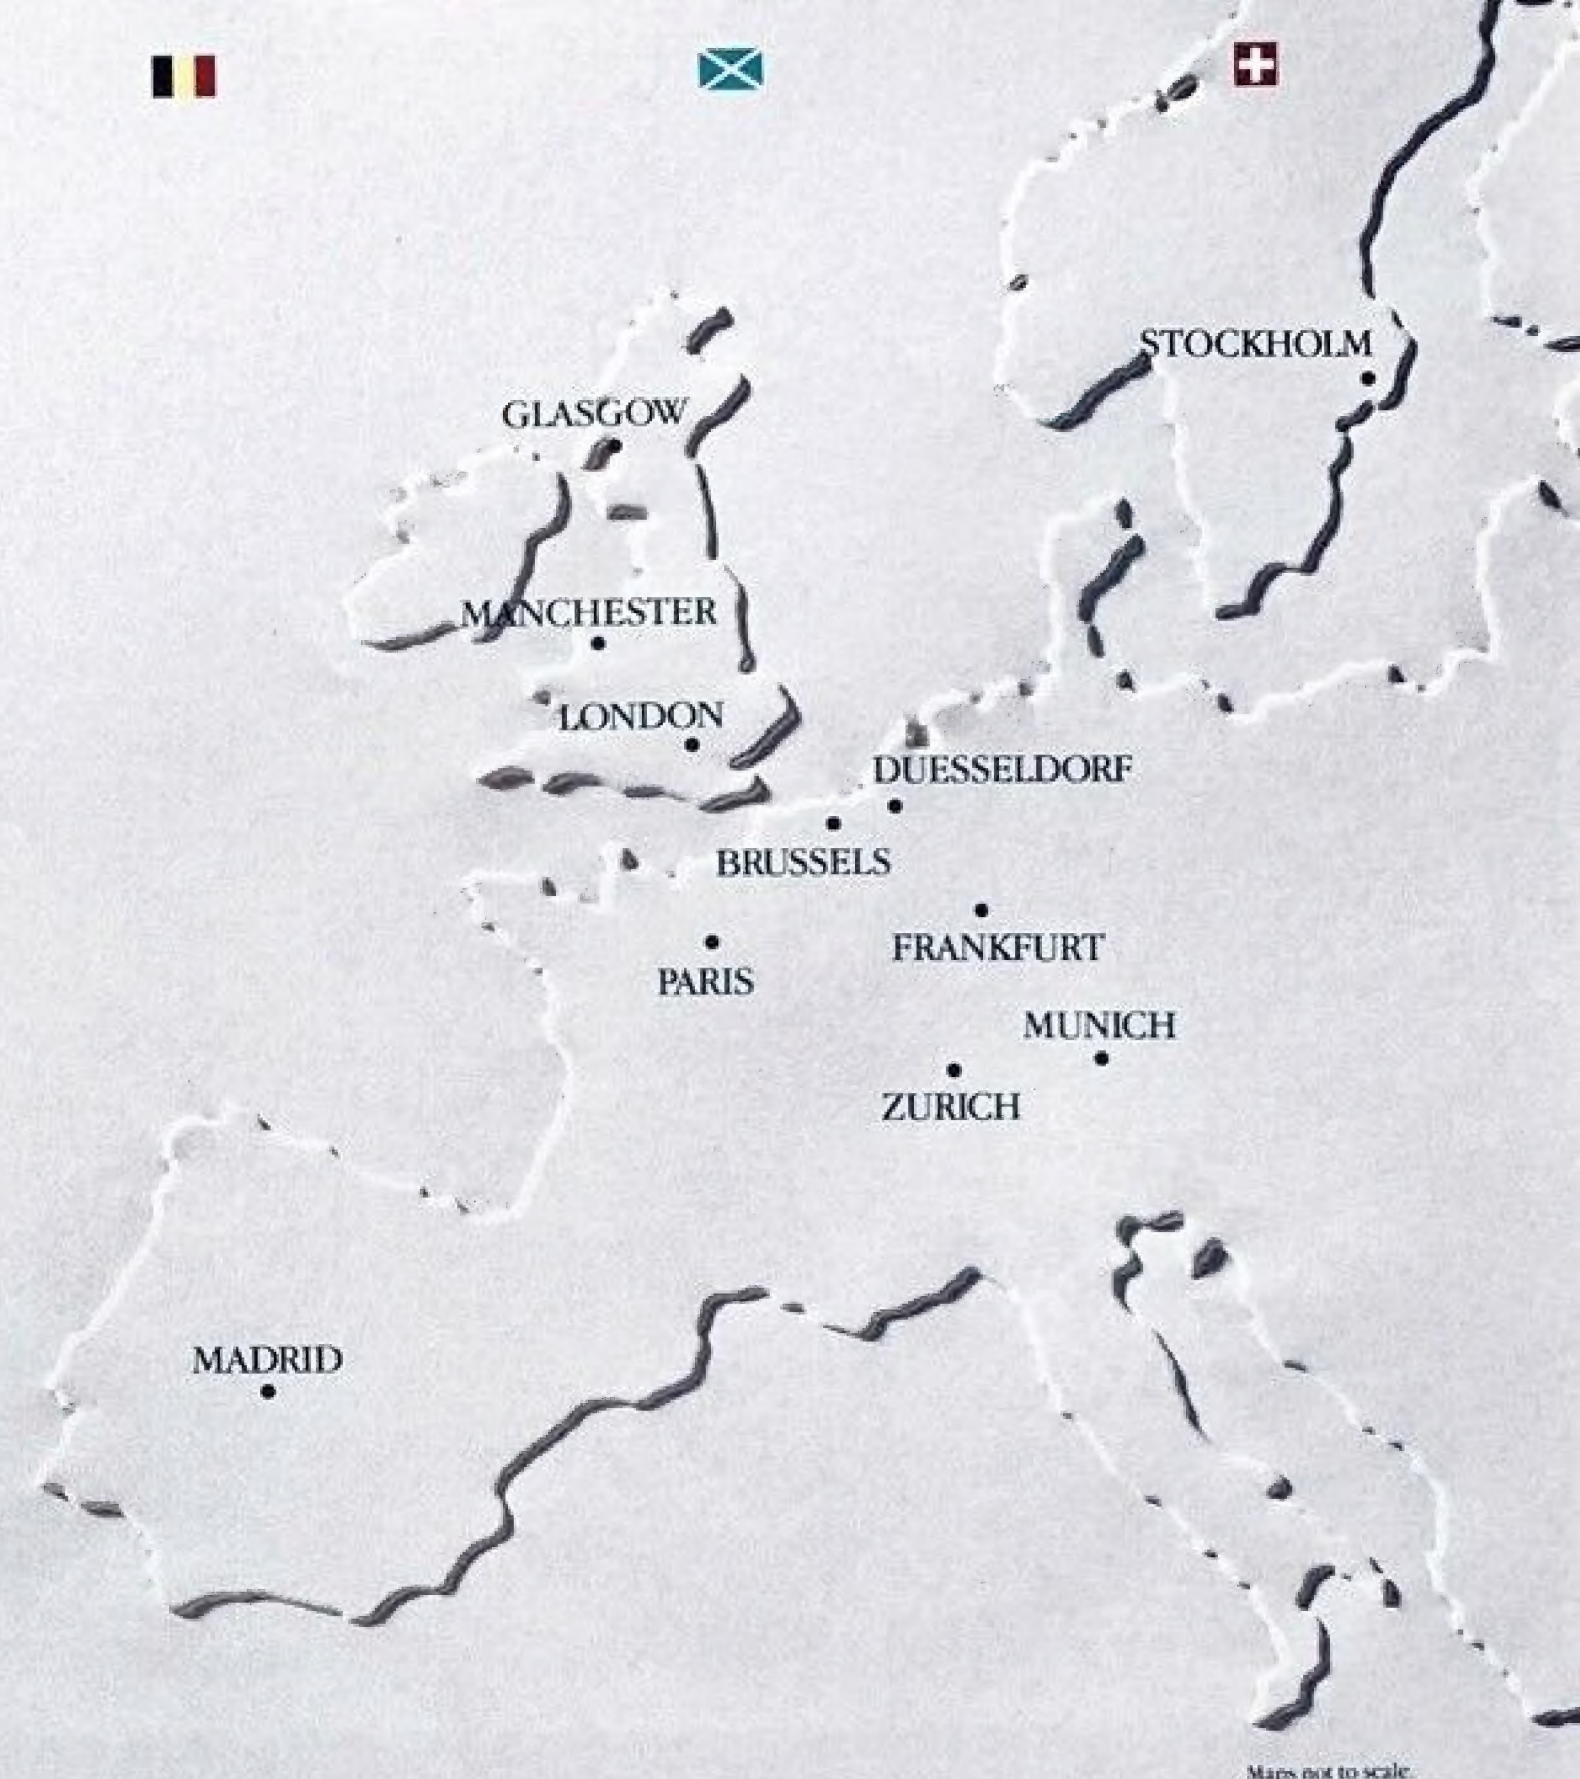 STOCKHOLM
GLASGOW
MANCHESTER
LONDON
DUESSELDORF
BRUSSELS
FRANKFURT
PARIS
MUNICH
ZURICH
MADRID
Maps not to scale.